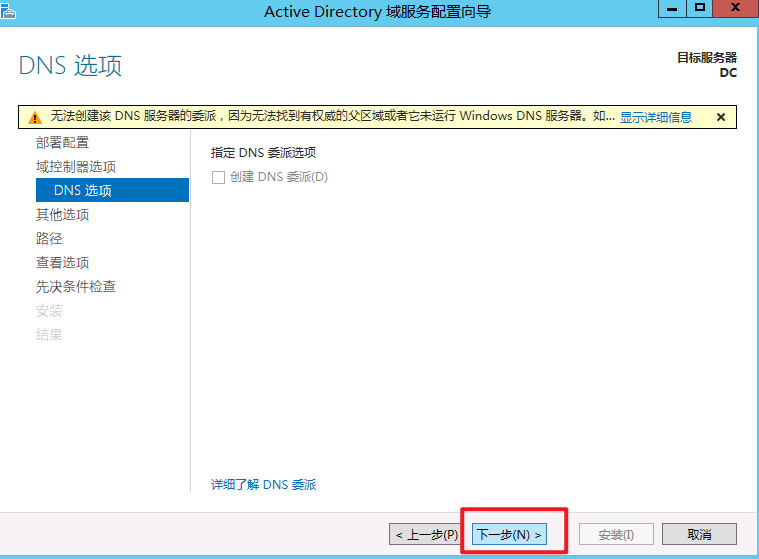 Active Directory 域服务配置向导
DNS 选项
目标服务器
DC
无法创建该 DNS 服务器的委派，因为无法找到有权威的父区域或者它未运行 Windows DNS 服务器。如... 显示详细信息
部署配置
域控制器选项
DNS 选项
其他选项
路径
查看选项
先决条件检查
安装
结果
指定 DNS 委派选项
创建 DNS 委派(D)
详细了解 DNS 委派
< 上一步(P)
下一步(N) >
安装(I)
取消